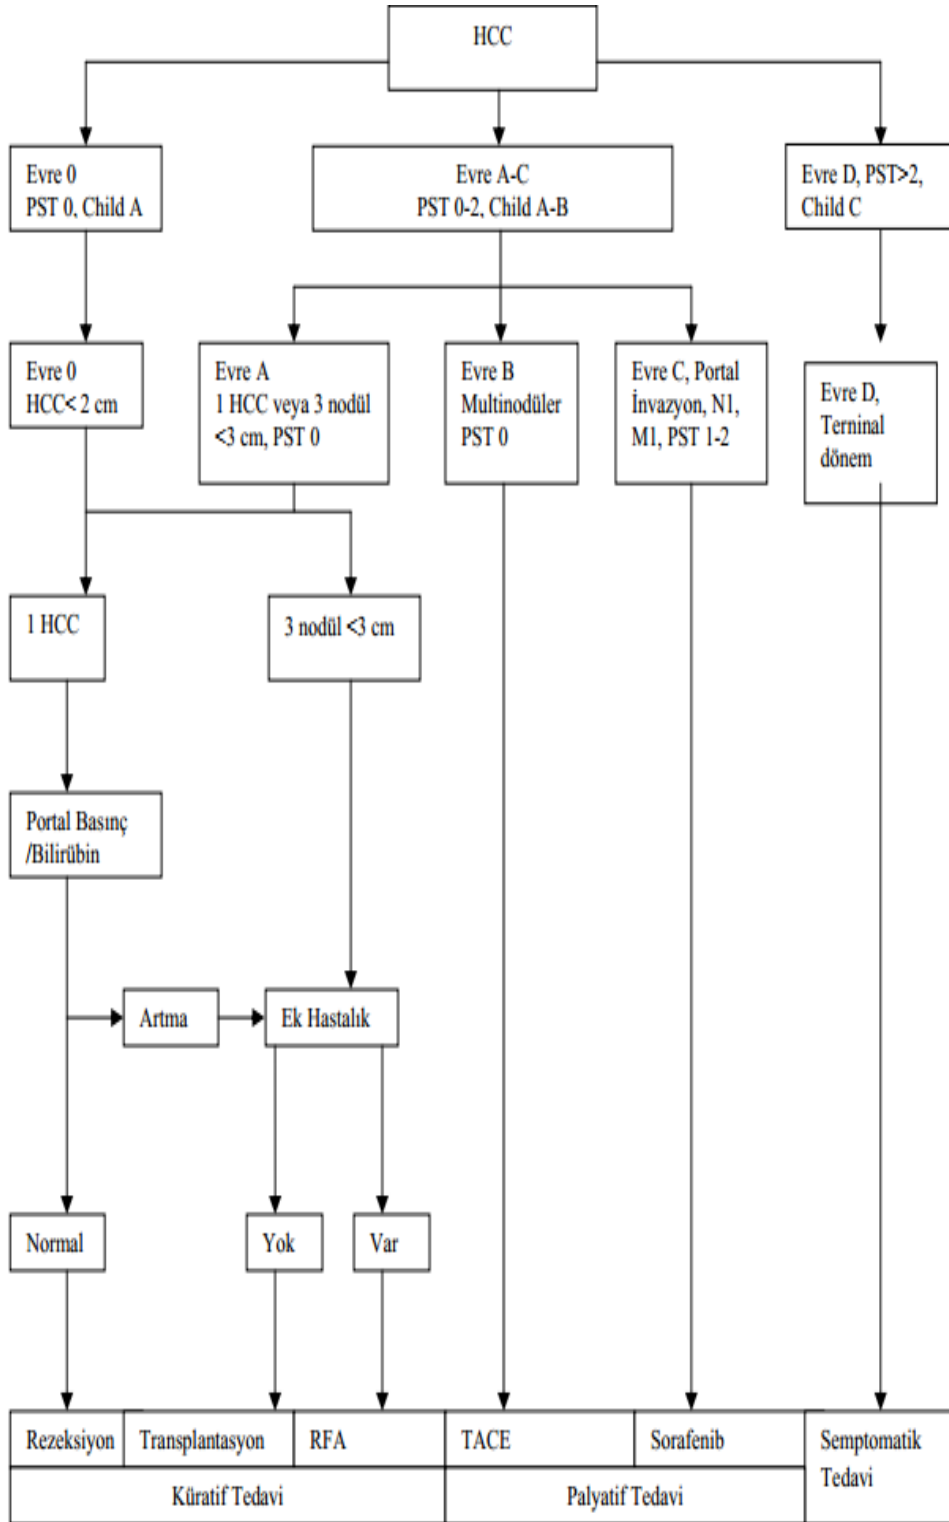 HCC
Evre 0
PST 0, Child A
Evre A-C
PST 0-2, Child A-B
Evre D, PST>2,
Child C
Evre 0
HCC< 2 cm
Evre A
1 HCC veya 3 nodül
<3 cm, PST 0
Evre B
Multinodüler
PST 0
Evre C, Portal
İnvazyon, N1,
M1, PST 1-2
Evre D,
Terninal
dönem
1 HCC
3 nodül <3 cm
Portal Basınç
/Bilirübin
Artma
Ek Hastalık
Normal
Yok
Var
Rezeksiyon
Transplantasyon
RFA
TACE
Sorafenib
Semptomatik
Tedavi
Küratif Tedavi
Palyatif Tedavi